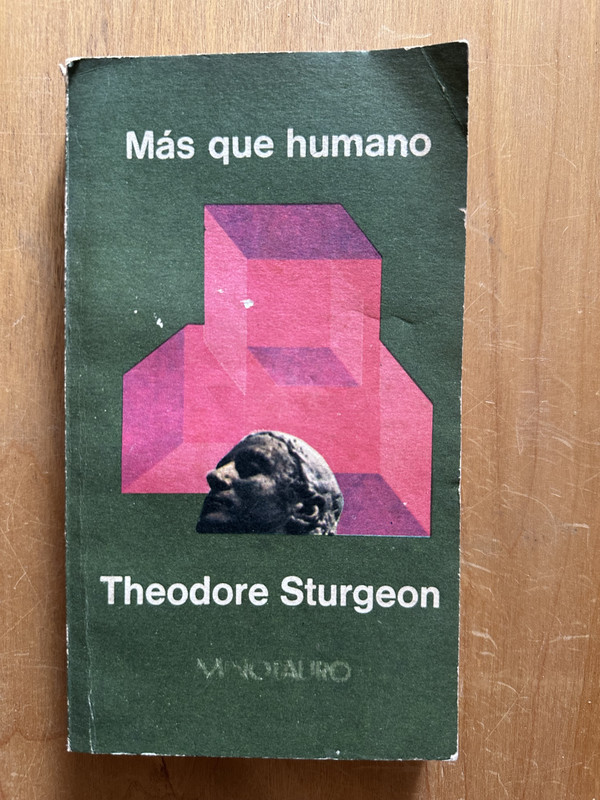 Más que humano
Theodore Sturgeon
MINOTAURO